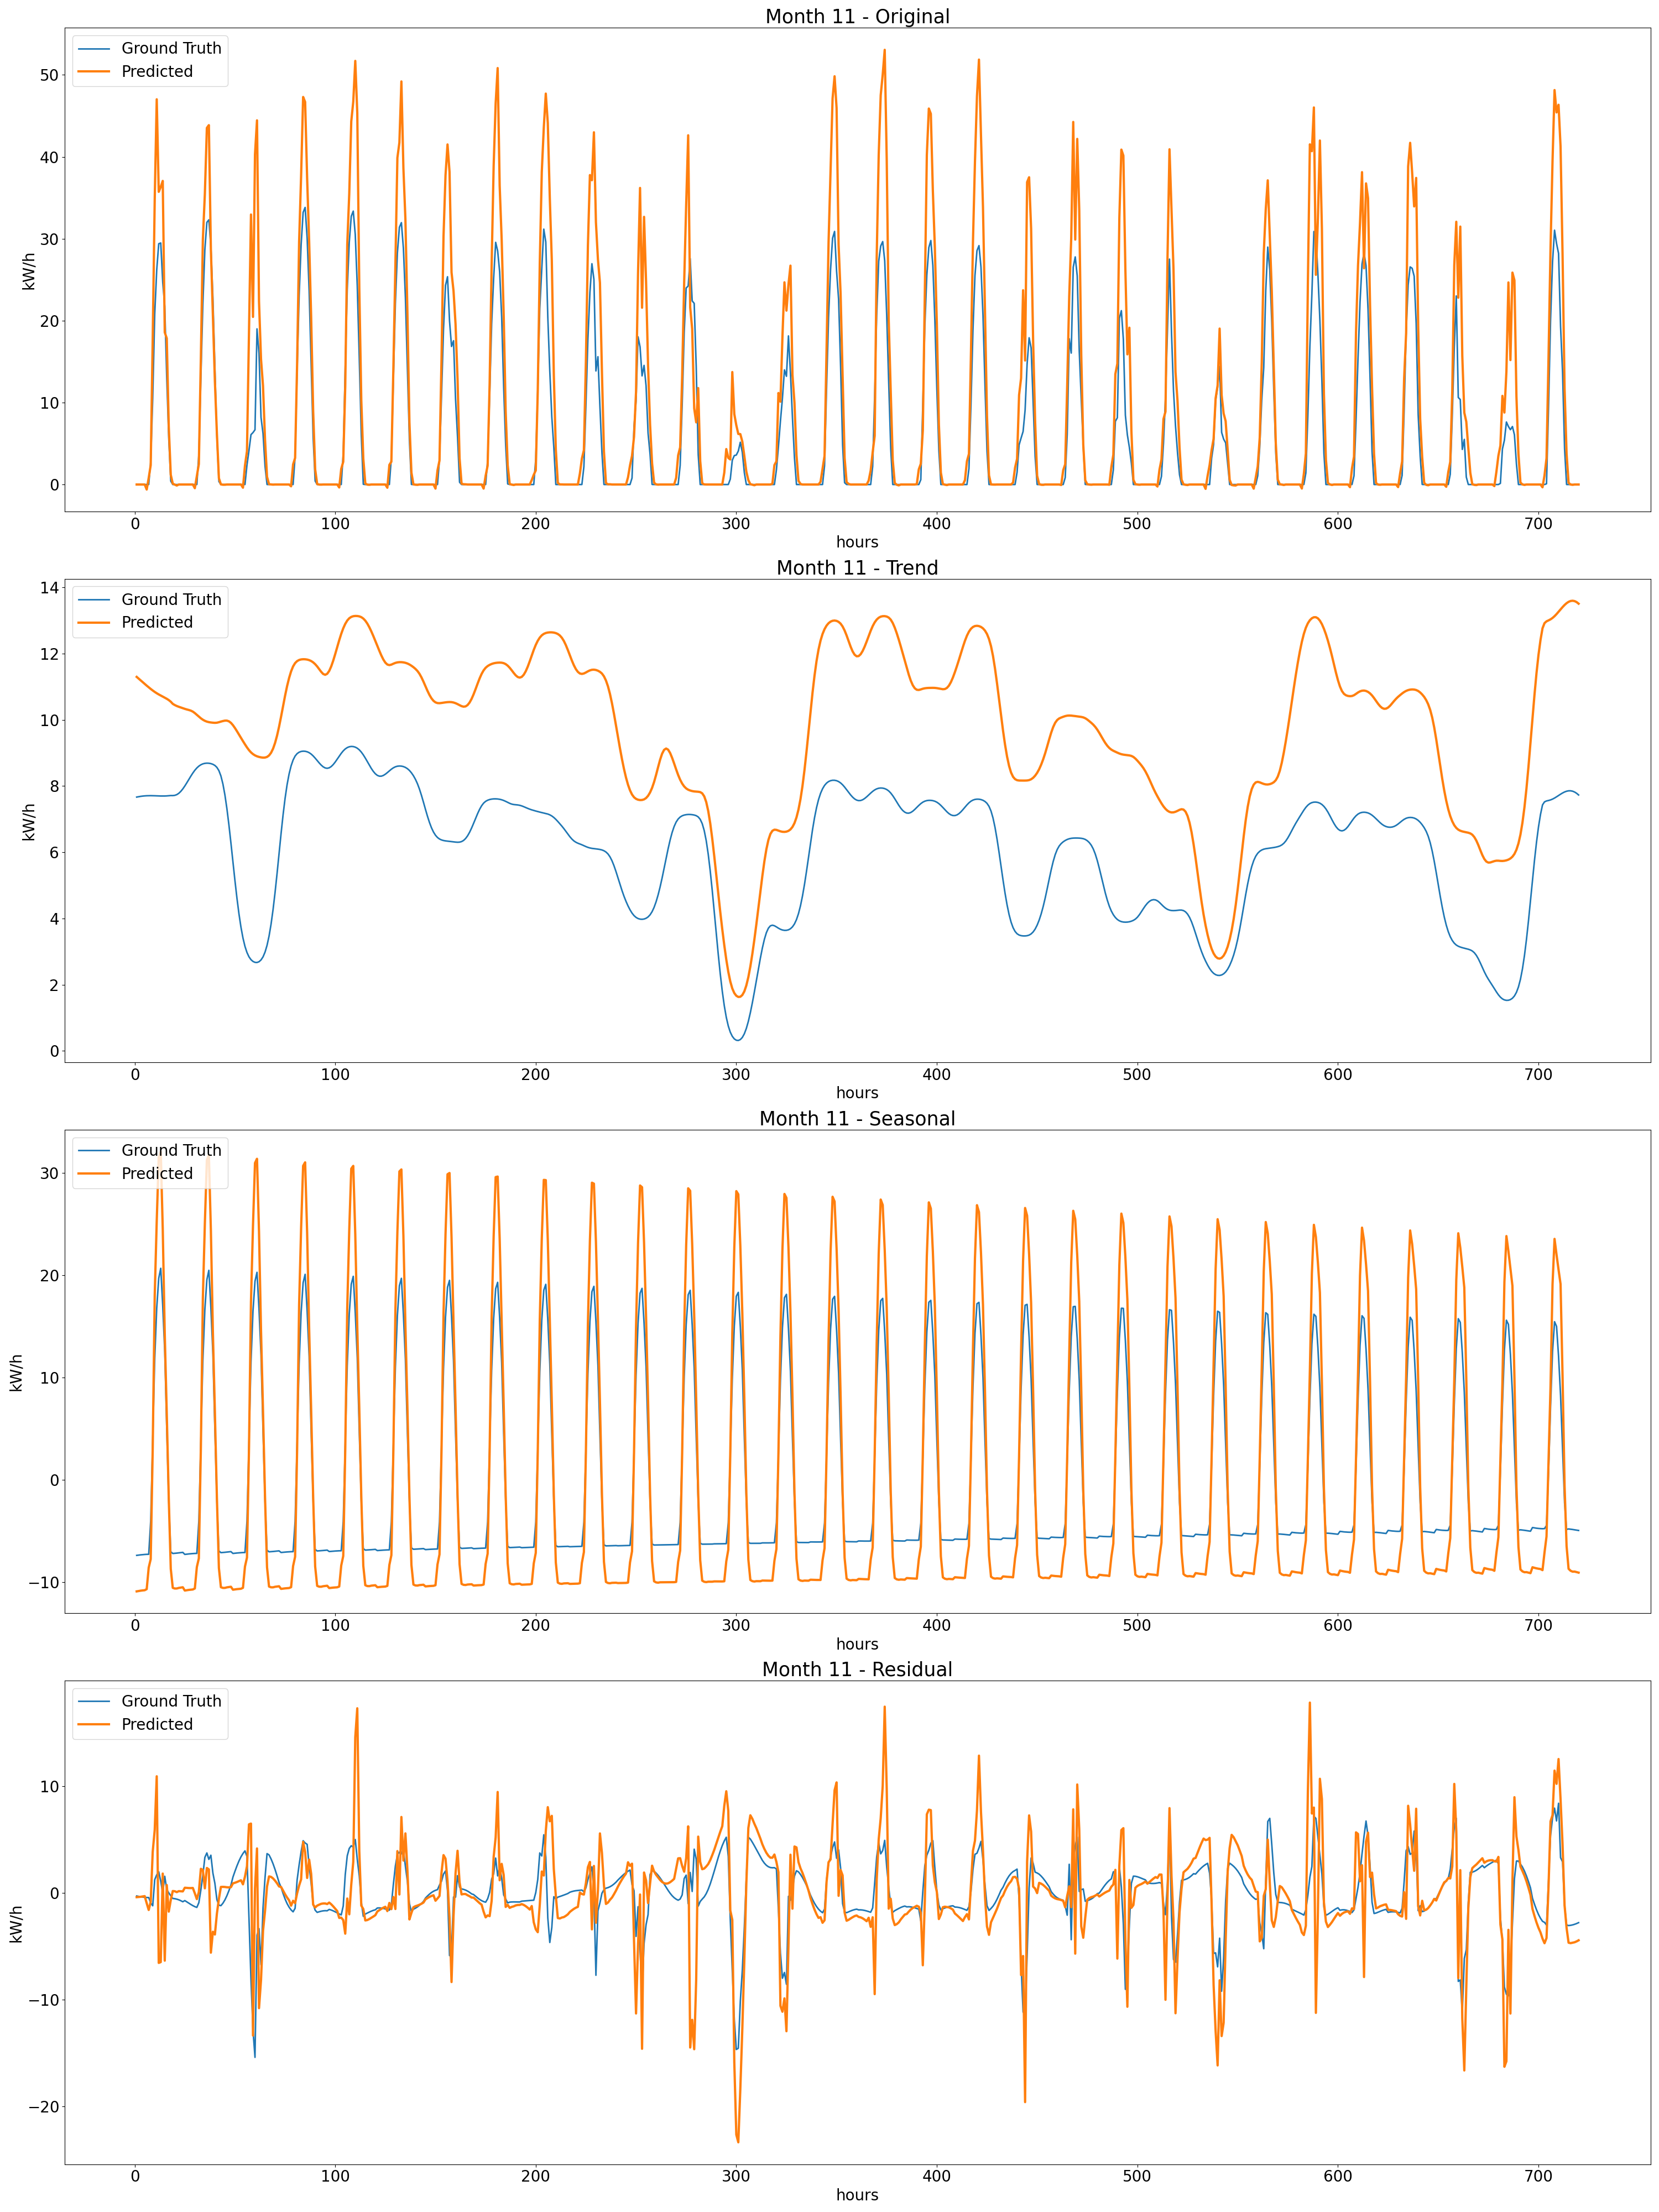 Month 11 - Original
Ground Truth
Predicted
kW/h
50
40
30
20
10
0
0 100 200 300 400 500 600 700
hours
Month 11 - Trend
Ground Truth
Predicted
kW/h
14
12
10
8
6
4
2
0
0 100 200 300 400 500 600 700
hours
Month 11 - Seasonal
Ground Truth
Predicted
kW/h
30
20
10
0
−10
0 100 200 300 400 500 600 700
hours
Month 11 - Residual
Ground Truth
Predicted
kW/h
10
0
−10
−20
0 100 200 300 400 500 600 700
hours